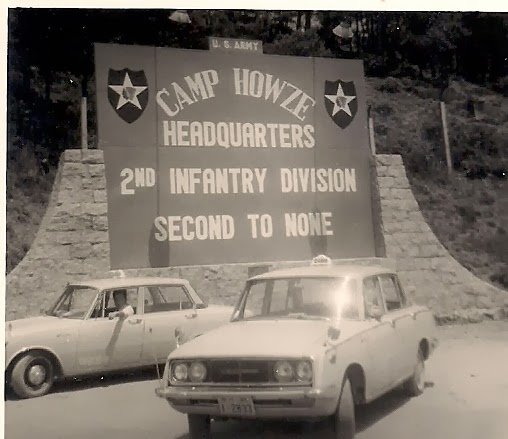 U.S. ARMY
CAMP HOWZE
HEADQUARTERS
2ND INFANTRY DIVISION
SECOND TO NONE